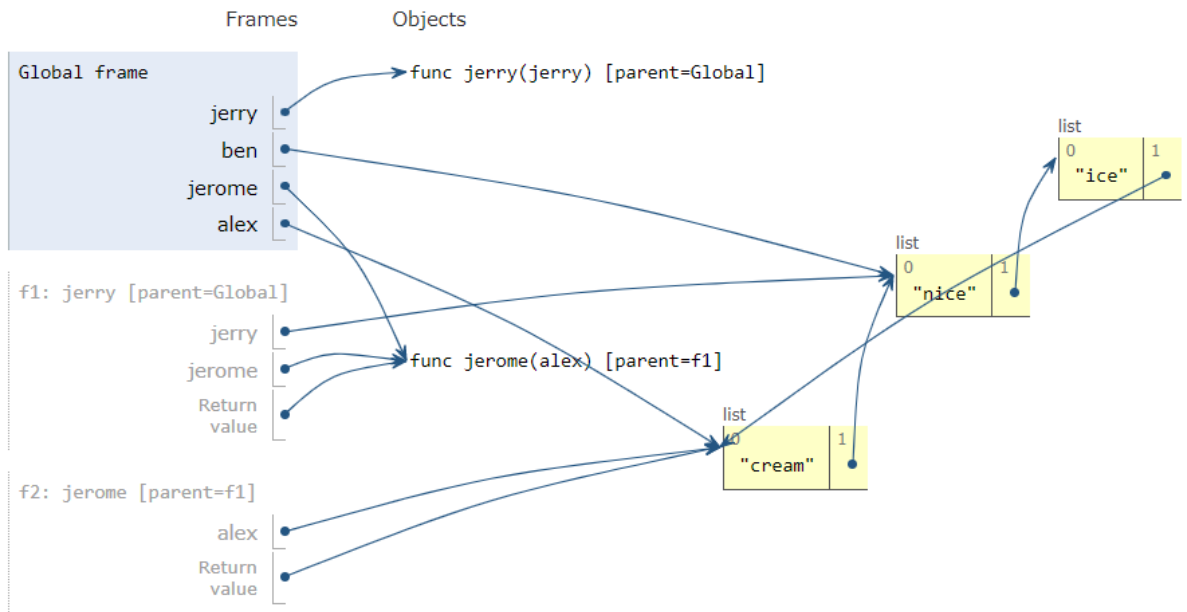 Frames Objects
Global frame
func jerry(jerry) [parent=Global]
jerry
ben
jerome
alex
list
0 1
"ice"
list
0 1
"nice"
f1: jerry [parent=Global]
jerry
jerome
Return
value
func jerome(alex) [parent=f1]
list
0 1
"cream"
f2: jerome [parent=f1]
alex
Return
value